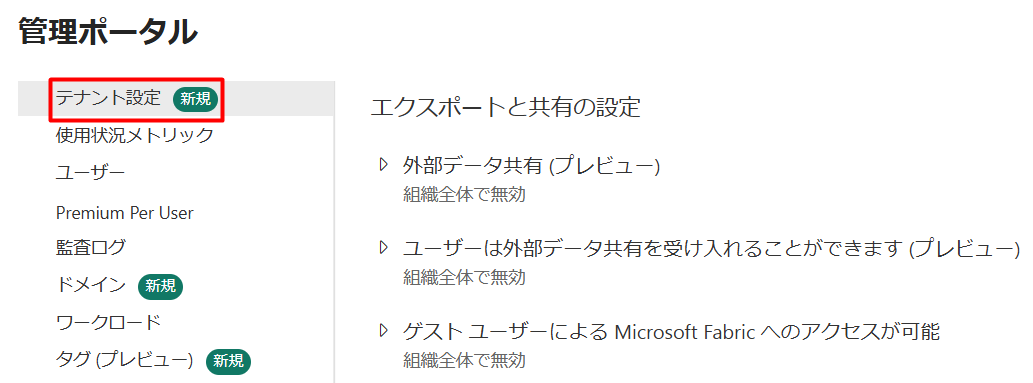 管理ポータル
テナント設定 新規
使用状況メトリック
ユーザー
Premium Per User
監査ログ
ドメイン 新規
ワークロード
タグ (プレビュー) 新規
エクスポートと共有の設定
外部データ共有 (プレビュー)
組織全体で無効
ユーザーは外部データ共有を受け入れることができます (プレビュー)
組織全体で無効
ゲスト ユーザーによる Microsoft Fabric へのアクセスが可能
組織全体で無効